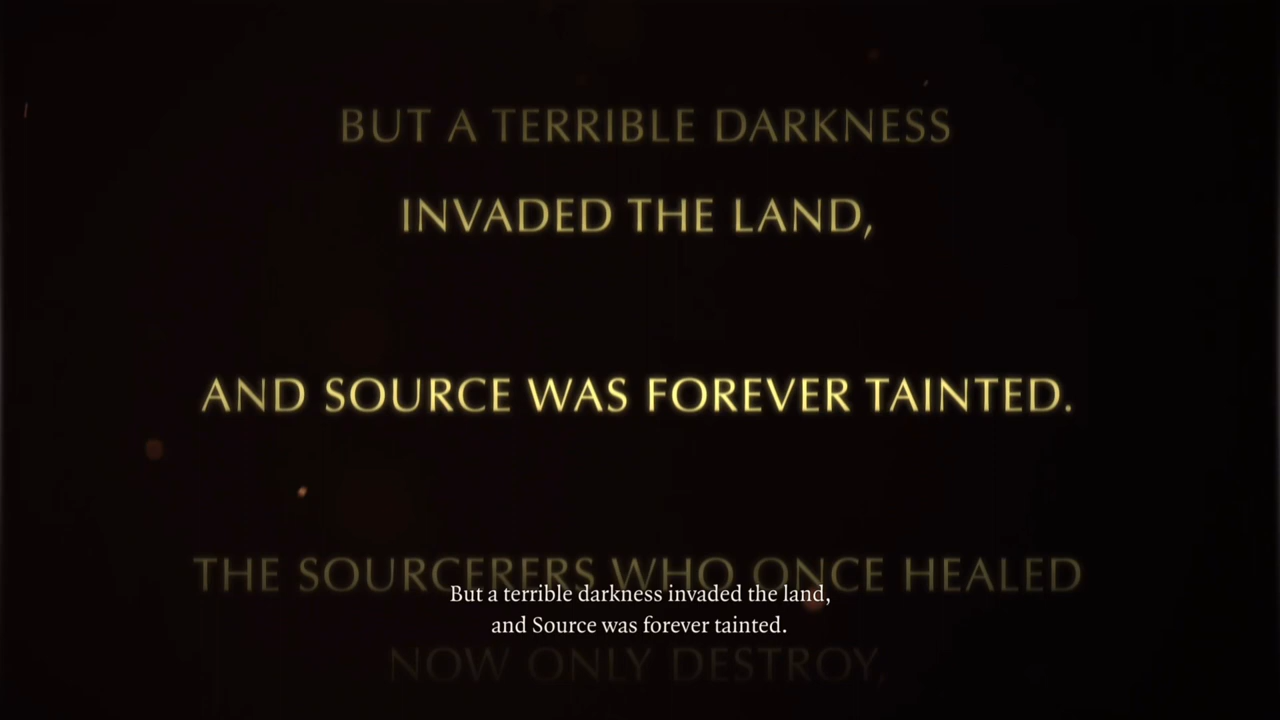 BUT A TERRIBLE DARKNESS
INVADED THE LAND,
AND SOURCE WAS FOREVER TAINTED.
THE SOURCERERS WHO ONCE HEALED
But a terrible darkness invaded the land,
and Source was forever tainted.
NOW ONLY DESTROY,